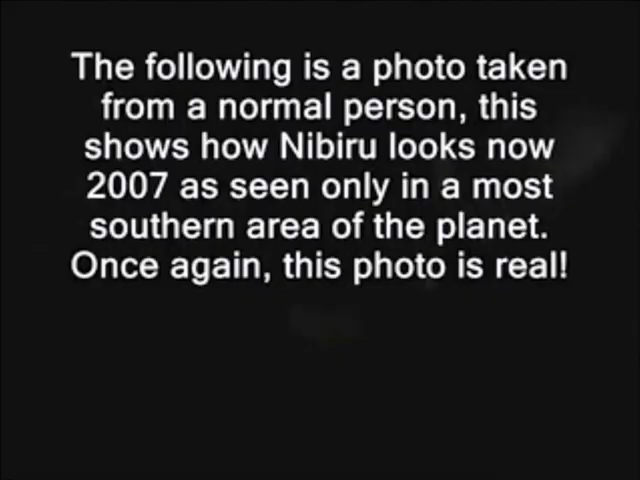 The following is a photo taken
from a normal person, this
shows how Nibiru looks now
2007 as seen only in a most
southern area of the planet.
Once again, this photo is real!